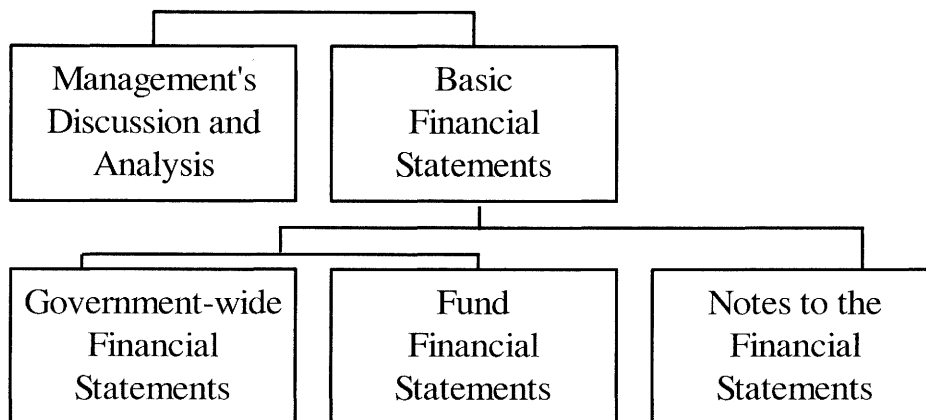 Management's
Discussion and
Analysis
Basic
Financial
Statements
Government-wide
Financial
Statements
Fund
Financial
Statements
Notes to the
Financial
Statements